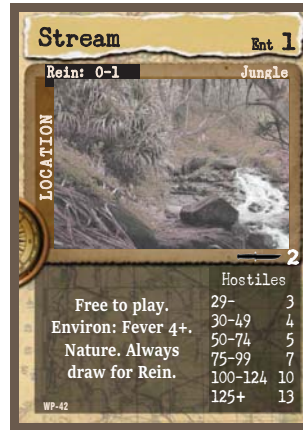 Stream
Ent 1
Rein: 0-1
Jungle
LOCATION
2
Hostiles
Free to play.
Environ: Fever 4+.
Nature. Always
draw for Rein.
29- 3
30-49 4
50-74 5
75-99 7
100-124 10
125+ 13
WP-42